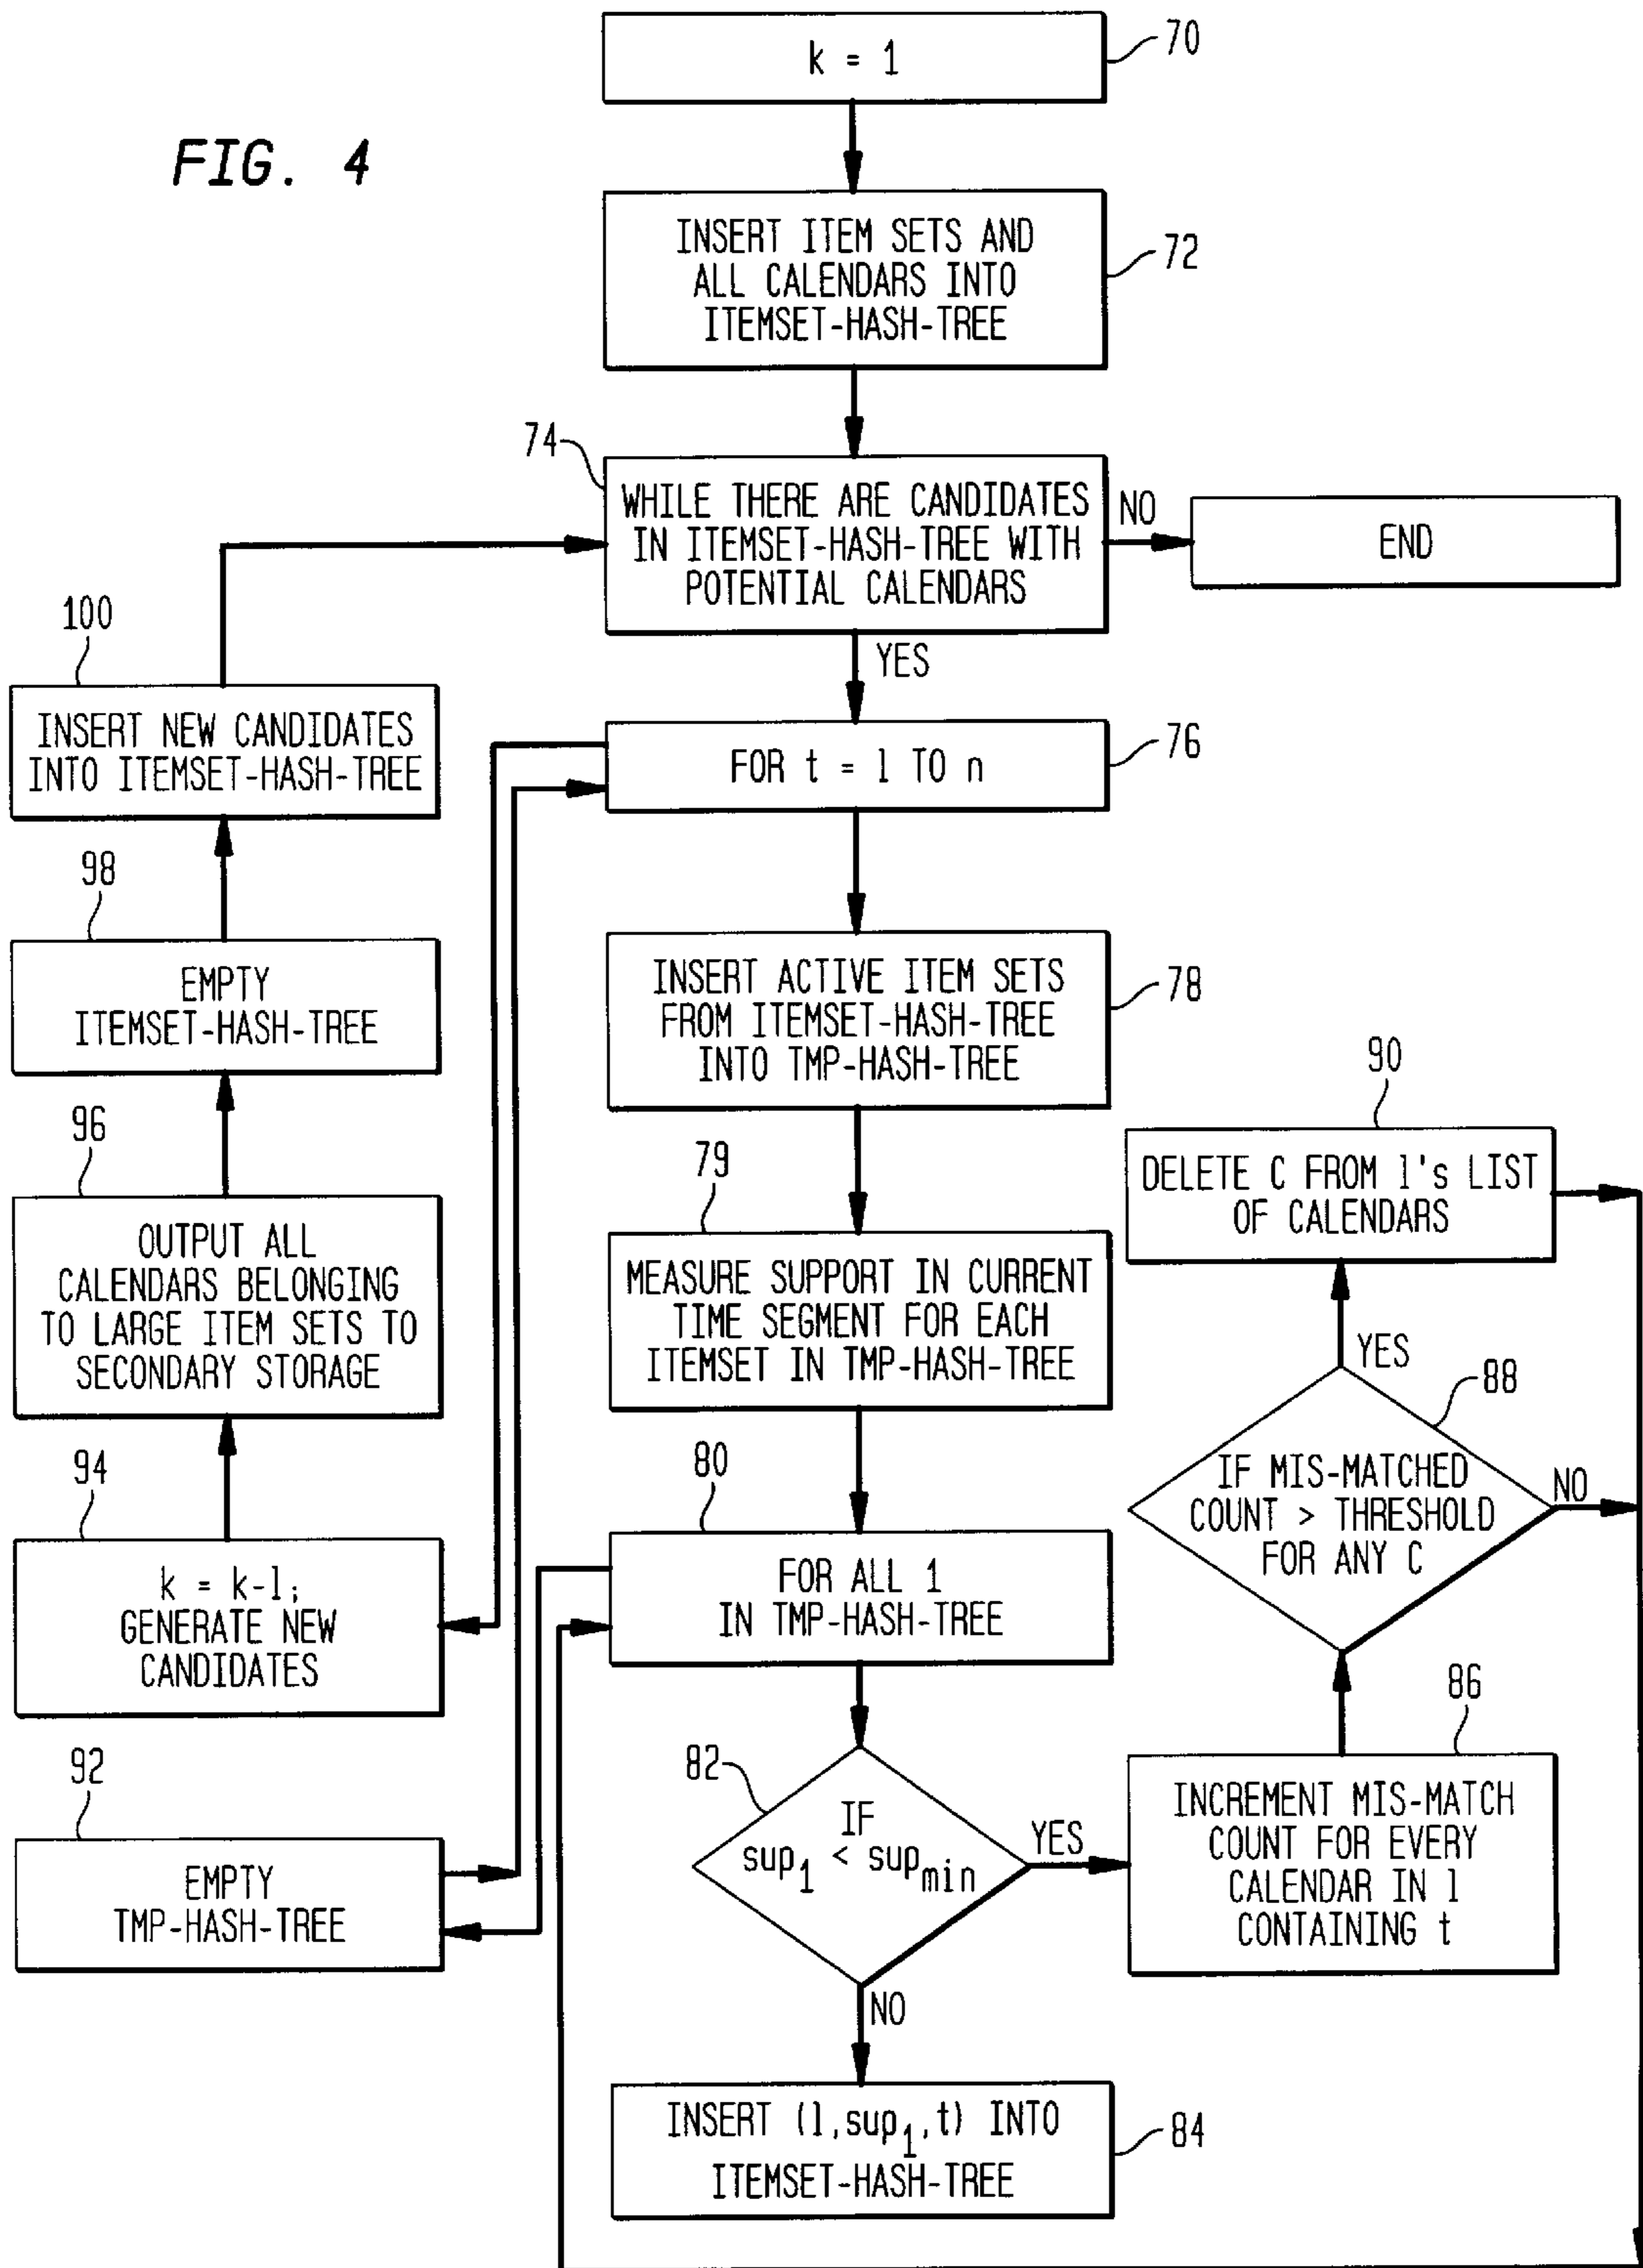 FIG. 4
k = 1
70
INSERT ITEM SETS AND
ALL CALENDARS INTO
ITEMSET-HASH-TREE
72
74
WHILE THERE ARE CANDIDATES
IN ITEMSET-HASH-TREE WITH
POTENTIAL CALENDARS
NO
END
YES
100
INSERT NEW CANDIDATES
INTO ITEMSET-HASH-TREE
FOR t = 1 TO n
76
98
EMPTY
ITEMSET-HASH-TREE
INSERT ACTIVE ITEM SETS
FROM ITEMSET-HASH-TREE
INTO TMP-HASH-TREE
78
90
DELETE C FROM l's LIST
OF CALENDARS
96
OUTPUT ALL
CALENDARS BELONGING
TO LARGE ITEM SETS TO
SECONDARY STORAGE
79
MEASURE SUPPORT IN CURRENT
TIME SEGMENT FOR EACH
ITEMSET IN TMP-HASH-TREE
YES
88
IF MIS-MATCHED
COUNT > THRESHOLD
FOR ANY C
NO
94
k = k-1;
GENERATE NEW
CANDIDATES
80
FOR ALL 1
IN TMP-HASH-TREE
86
INCREMENT MIS-MATCH
COUNT FOR EVERY
CALENDAR IN l
CONTAINING t
92
EMPTY
TMP-HASH-TREE
82
IF
sup1 < supmin
YES
NO
INSERT (l,sup1,t) INTO
ITEMSET-HASH-TREE
84